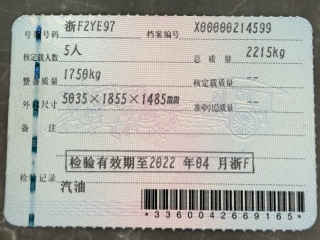 号牌号码 浙F2YE97 档案编号 X00000214599
核定载人数 5人 总质量 2215kg
整备质量 1750kg 核定载质量 --
外廓尺寸 5035×1855×1485mm 准牵引总质量 --
备注
检验有效期至2022年04月浙F
检验记录
汽油
*3360042669165*